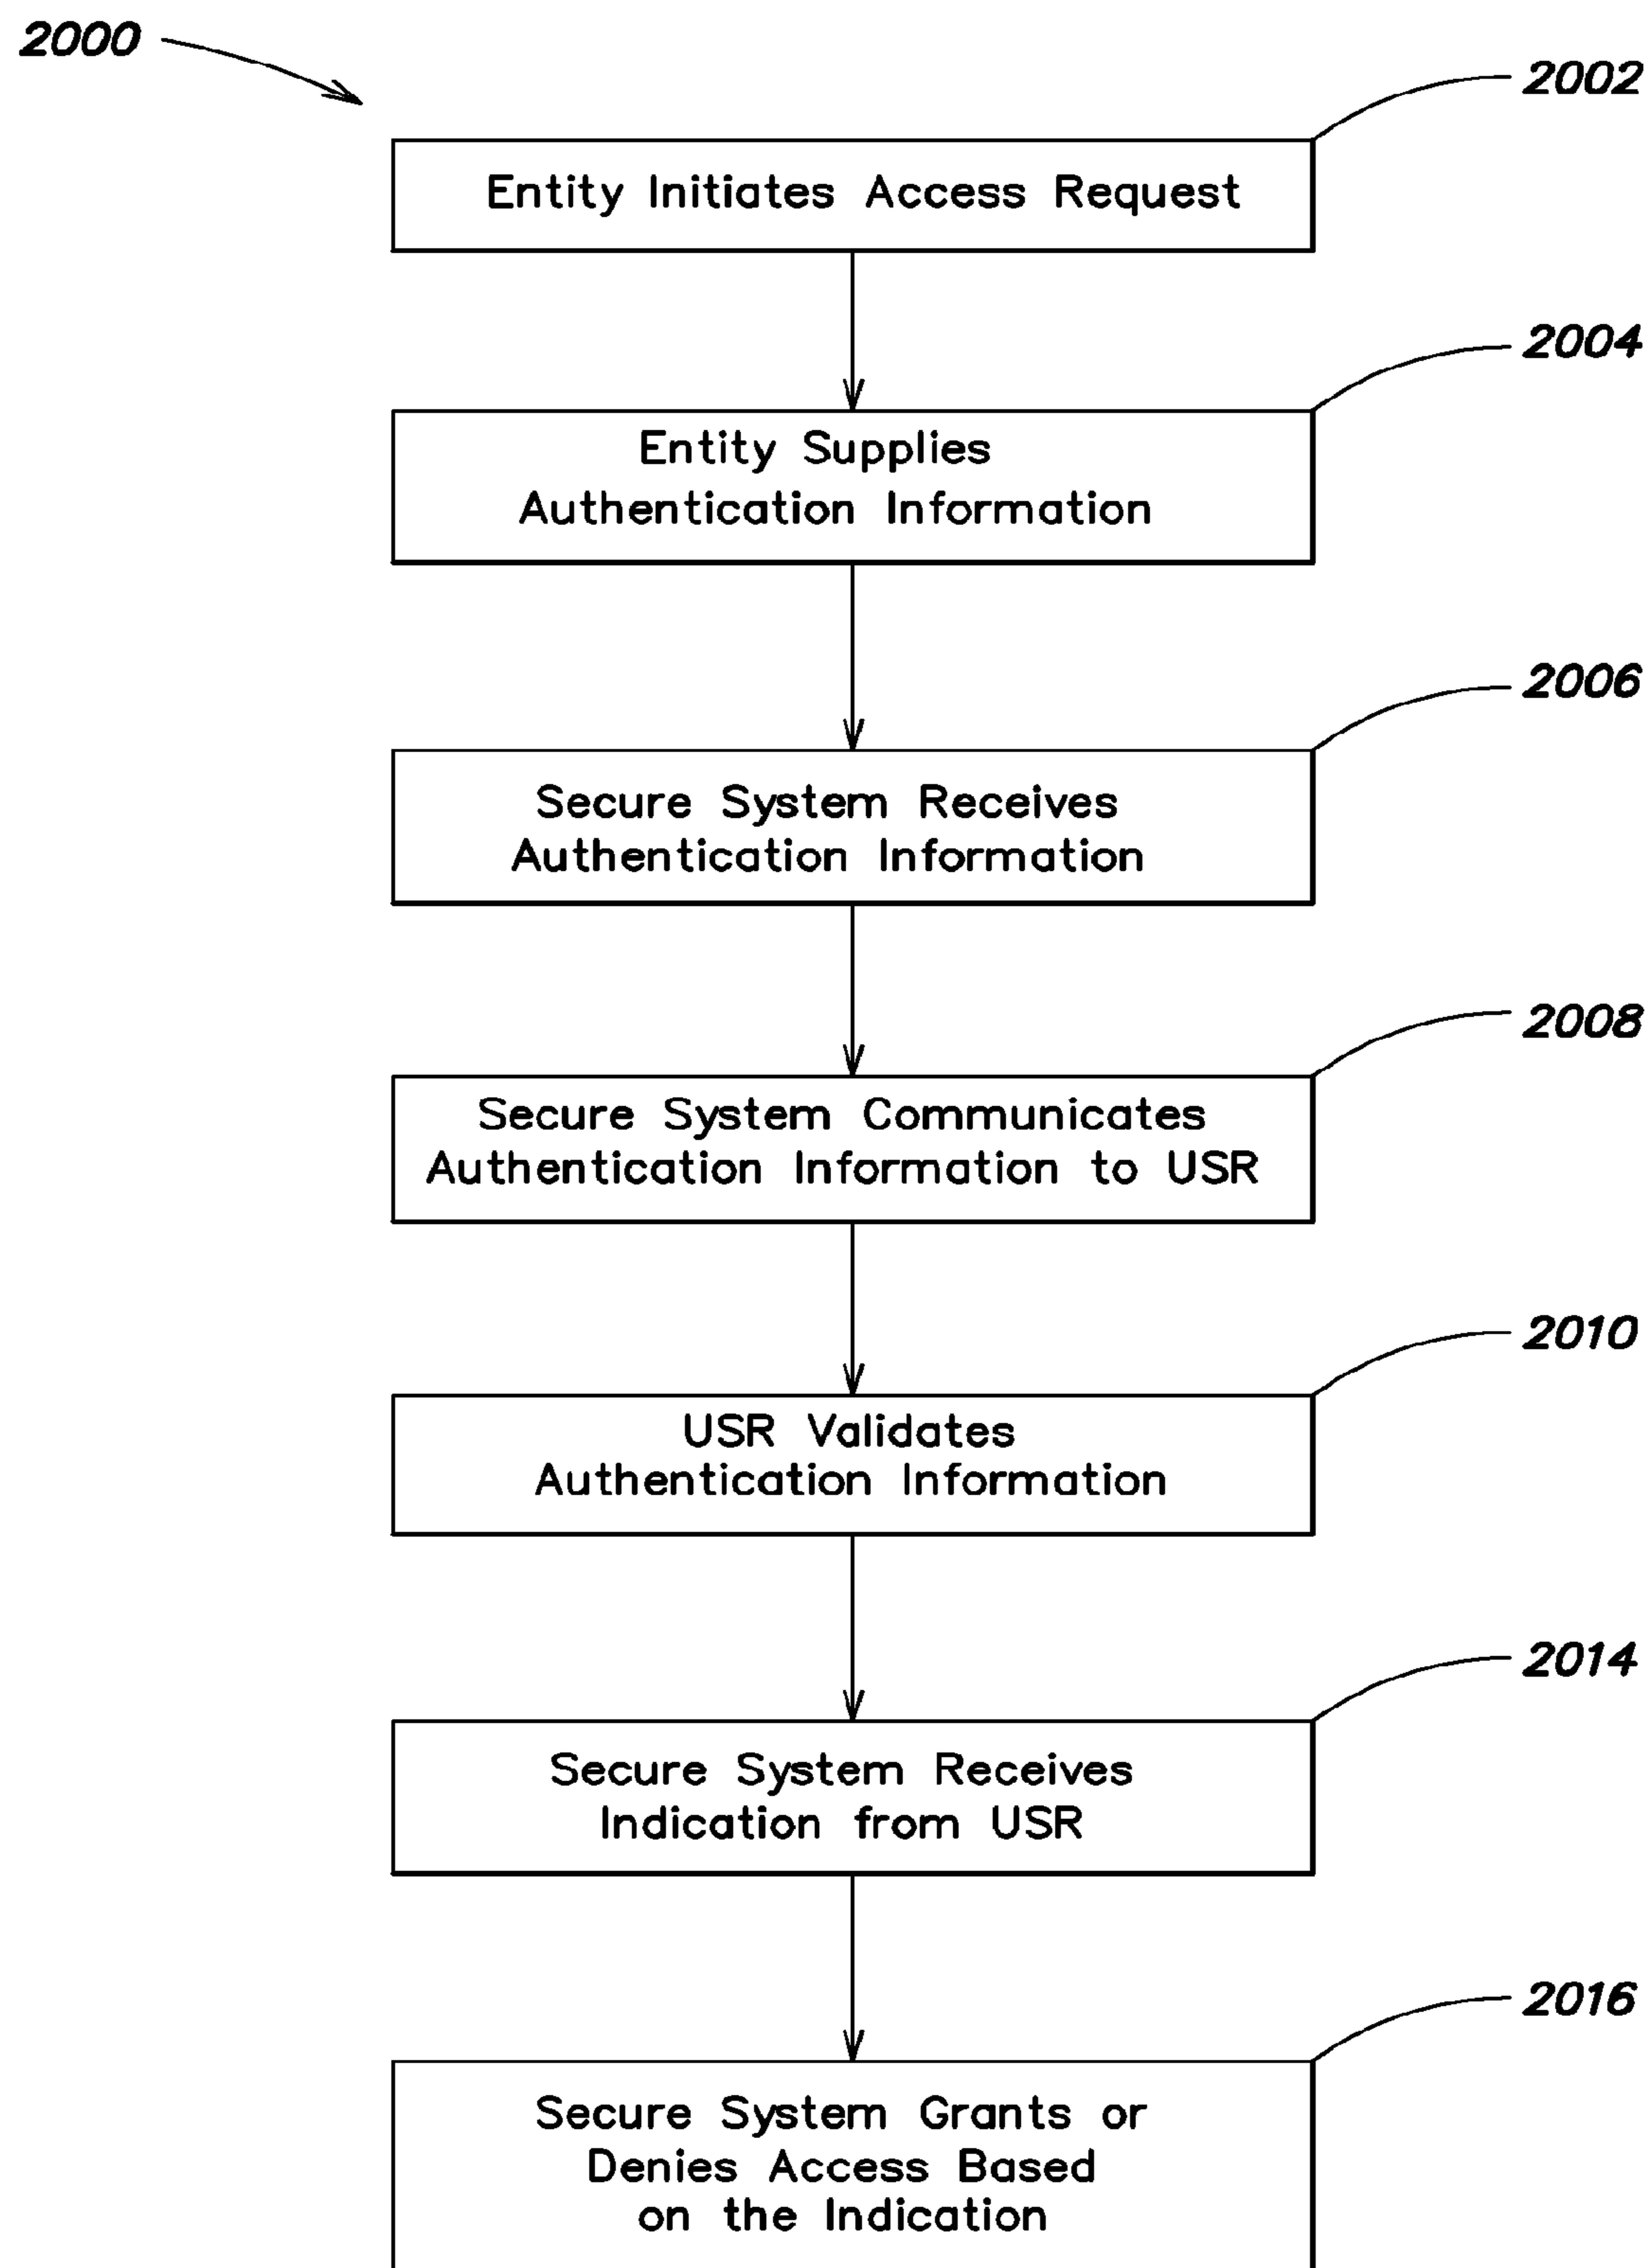 2000
2002
Entity Initiates Access Request
2004
Entity Supplies
Authentication Information
2006
Secure System Receives
Authentication Information
2008
Secure System Communicates
Authentication Information to USR
2010
USR Validates
Authentication Information
2014
Secure System Receives
Indication from USR
2016
Secure System Grants or
Denies Access Based
on the Indication